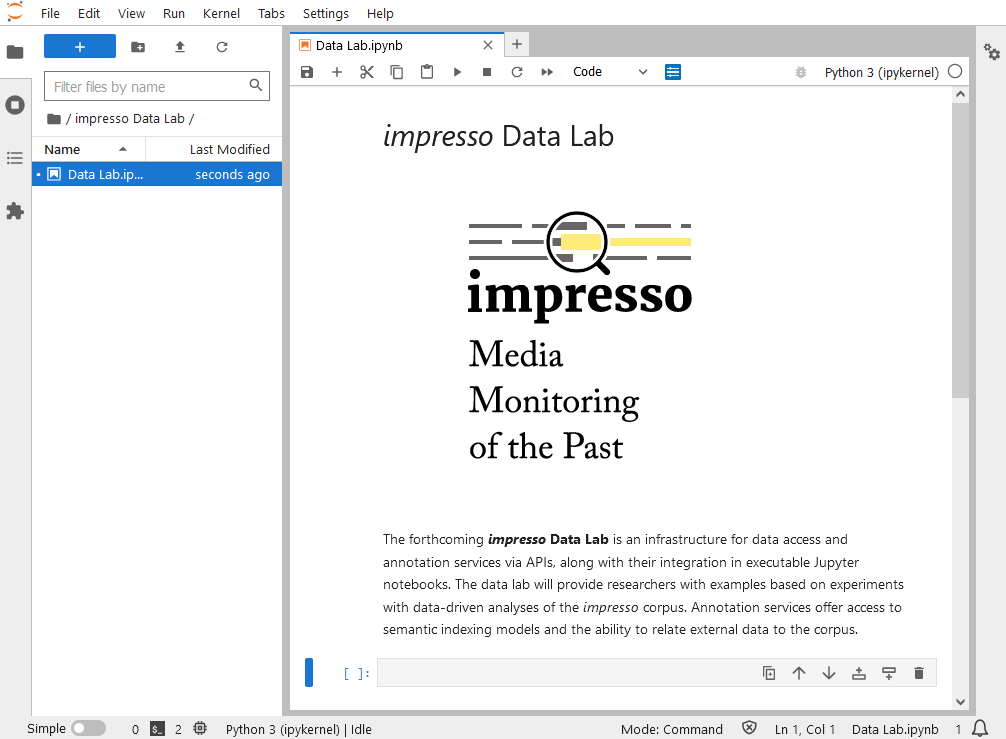 File Edit View Run Kernel Tabs Settings Help
Filter files by name
/ impresso Data Lab /
Name Last Modified
Data Lab.ip... seconds ago
Data Lab.ipynb
Code
Python 3 (ipykernel)
impresso Data Lab
impresso
Media
Monitoring
of the Past
The forthcoming impresso Data Lab is an infrastructure for data access and
annotation services via APIs, along with their integration in executable Jupyter
notebooks. The data lab will provide researchers with examples based on experiments
with data-driven analyses of the impresso corpus. Annotation services offer access to
semantic indexing models and the ability to relate external data to the corpus.
[ ]:
Simple 0 $_ 2 Python 3 (ipykernel) | Idle Mode: Command Ln 1, Col 1 Data Lab.ipynb 1